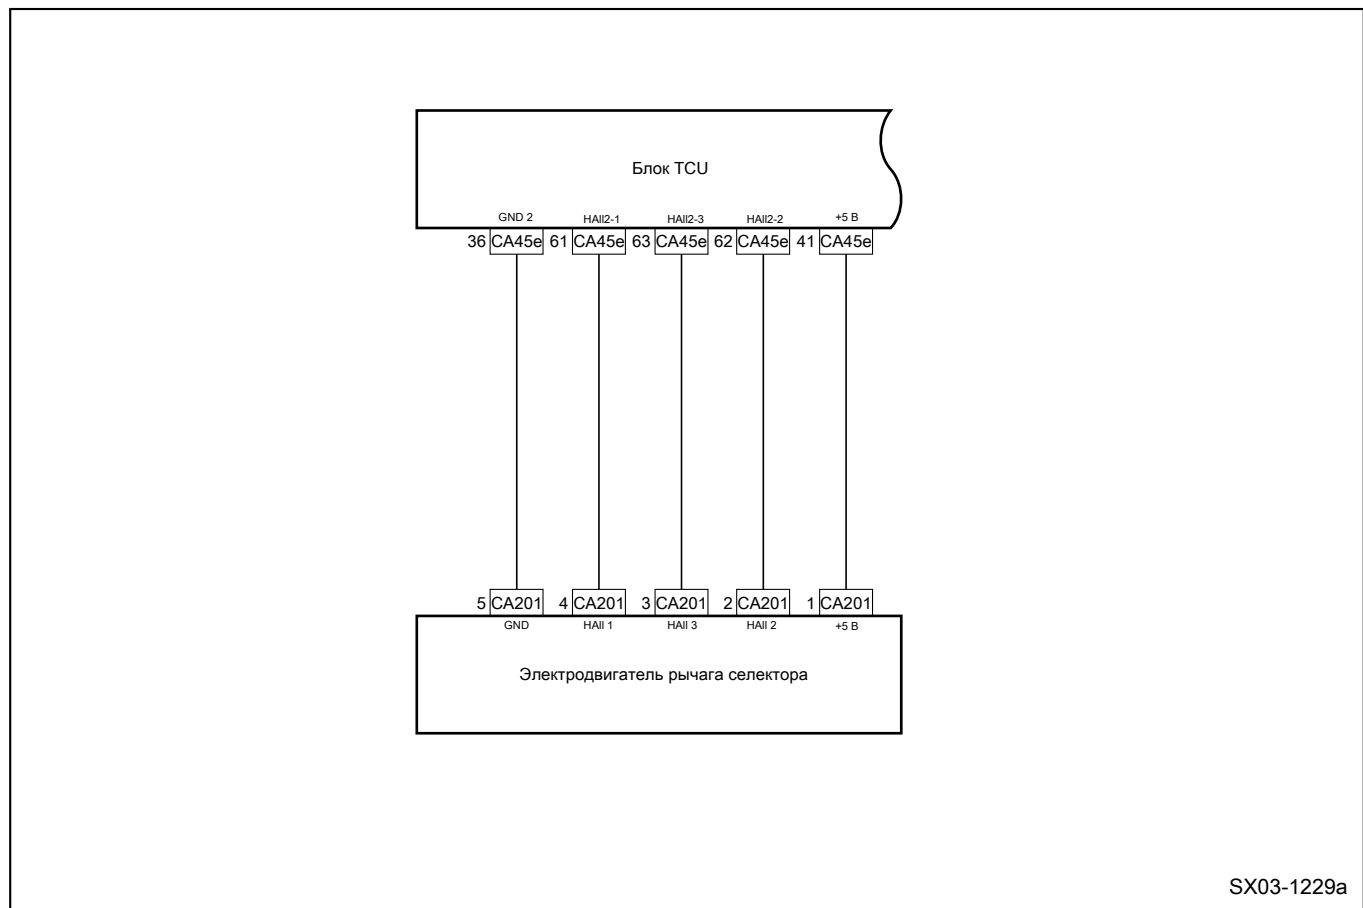 Блок TCU
GND 2 HAll2-1 HAll2-3 HAll2-2 +5 В
36 CA45e 61 CA45e 63 CA45e 62 CA45e 41 CA45e
5 CA201 4 CA201 3 CA201 2 CA201 1 CA201
GND HAll 1 HAll 3 HAll 2 +5 В
Электродвигатель рычага селектора
SX03-1229a